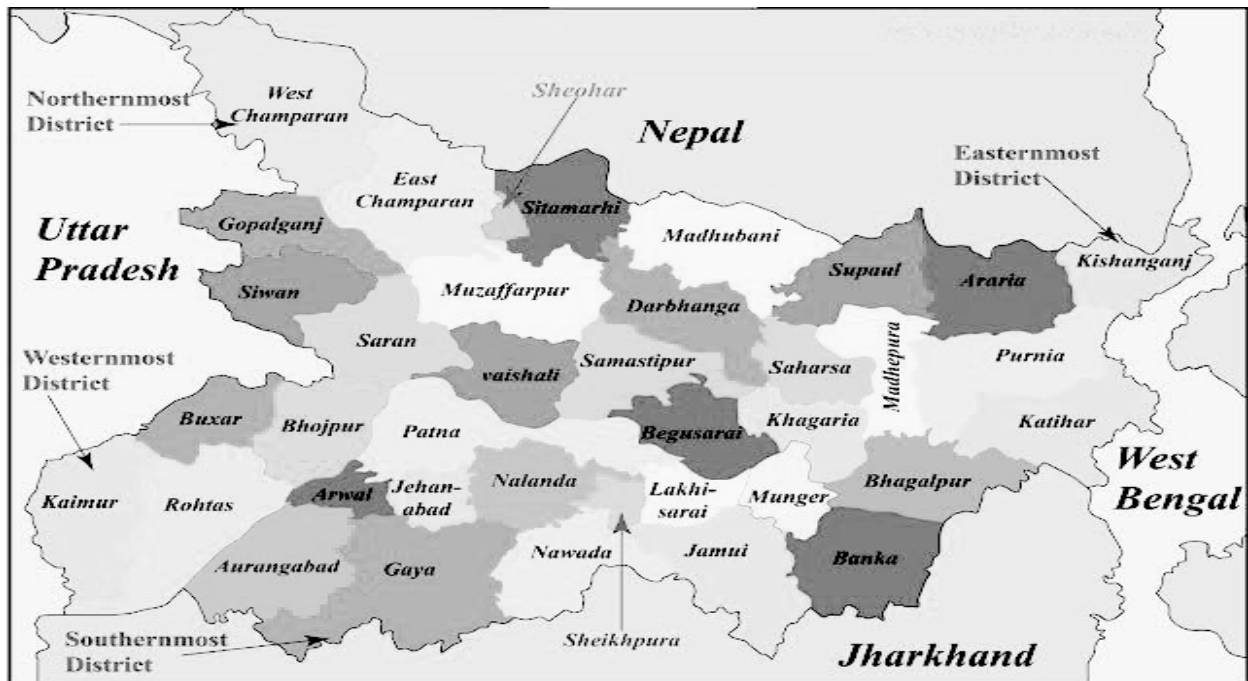 West
Champaran
Northernmost
District
Sheohar
Nepal
Easternmost
District
East
Champaran
Sitamarhi
Gopalganj
Uttar
Pradesh
Madhubani
Supaul
Araria
Kishanganj
Siwan
Muzaffarpur
Darbhanga
Saran
Westernmost
District
vaishali
Samastipur
Saharsa
Madhepura
Purnia
Buxar
Bhojpur
Patna
Begusarai
Khagaria
Katihar
West
Bengal
Kaimur
Rohtas
Arwal
Jehan-
abad
Nalanda
Lakhi-
sarai
Munger
Bhagalpur
Aurangabad
Gaya
Nawada
Jamui
Banka
Southernmost
District
Sheikhpura
Jharkhand